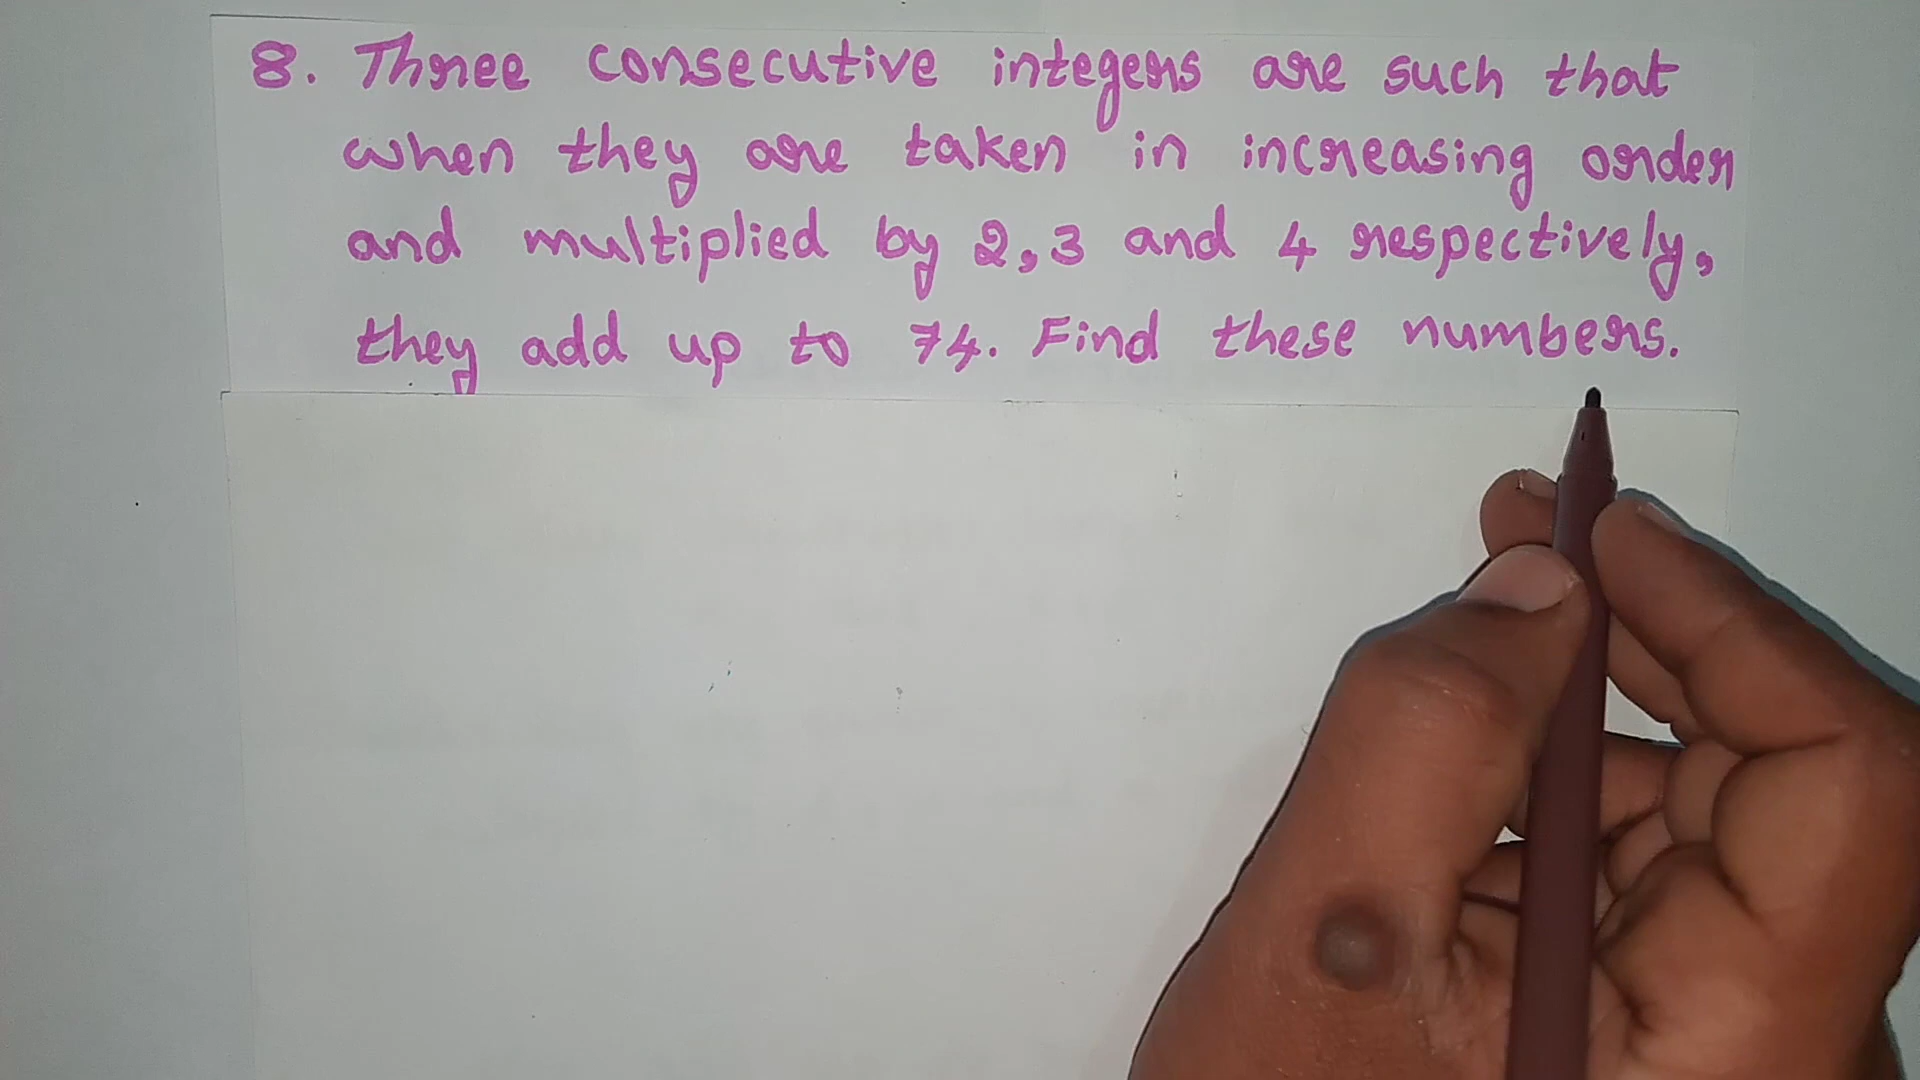 8. Three consecutive integers are such that
when they are taken in increasing order
and multiplied by 2,3 and 4 respectively,
they add up to 74. Find these numbers.